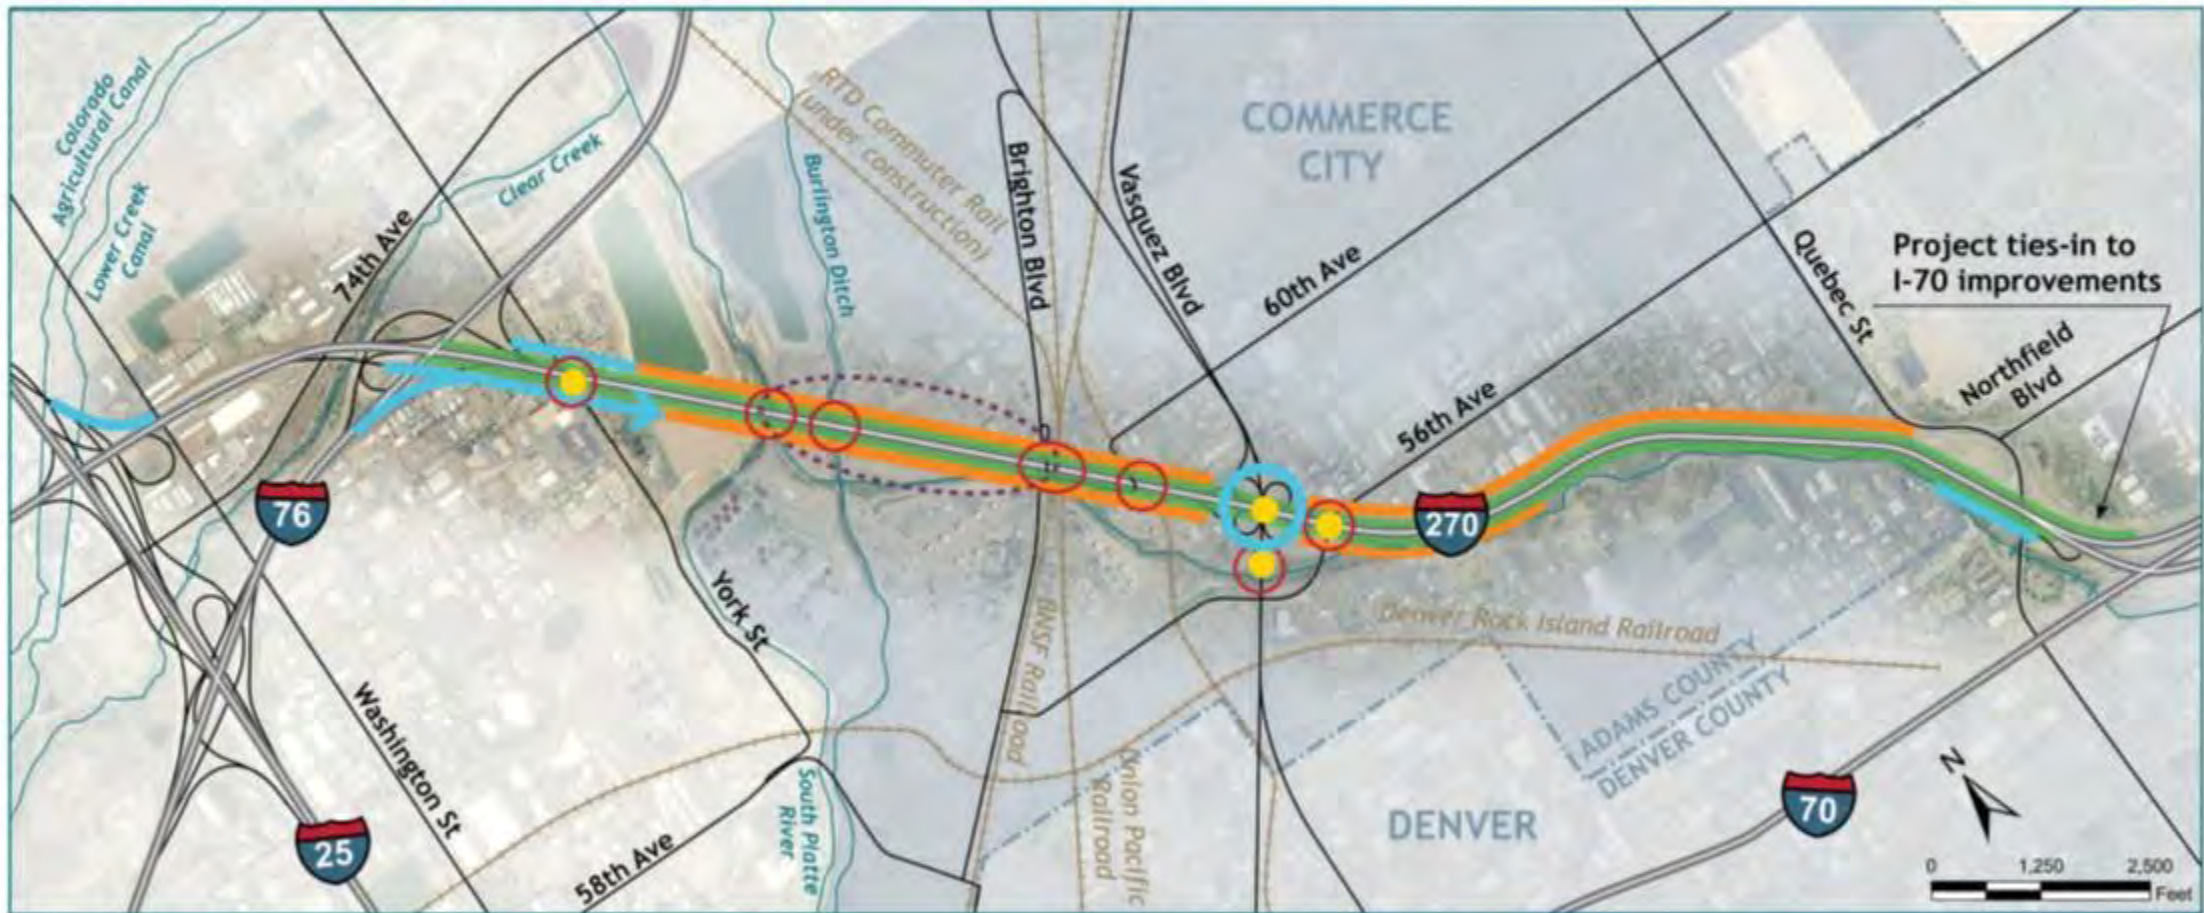 Colorado
Agricultural Canal
Lower Creek
Canal
74th Ave
Clear Creek
RTD Commuter Rail
(under construction)
Burlington Ditch
Brighton Blvd
Vasquez Blvd
COMMERCE
CITY
60th Ave
56th Ave
Quebec St
Project ties-in to
I-70 improvements
Northfield
Blvd
76
270
York St
Washington St
25
58th Ave
South Platte
River
BNSF Railroad
Union Pacific
Railroad
Denver Rock Island Railroad
ADAMS COUNTY
DENVER COUNTY
DENVER
70
N
0 1,250 2,500
Feet